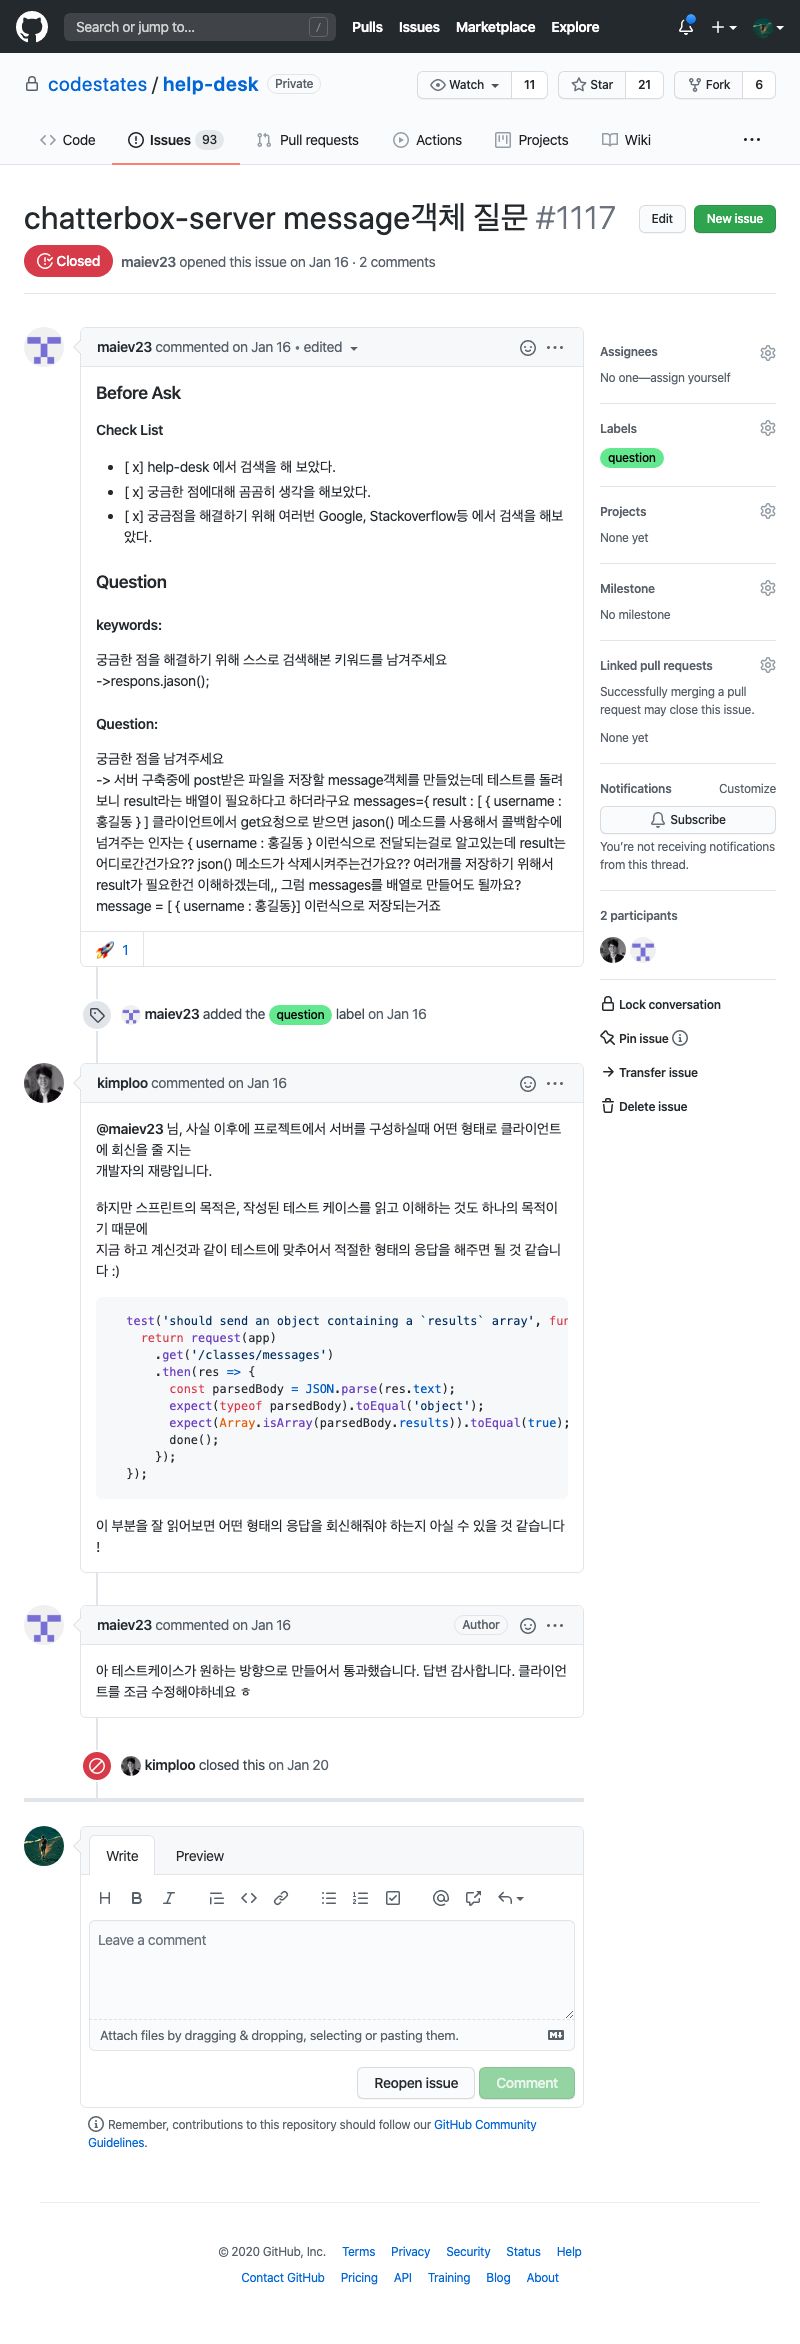 Search or jump to... /
Pulls Issues Marketplace Explore
codestates / help-desk Private
Watch 11 Star 21 Fork 6
Code Issues 93 Pull requests Actions Projects Wiki
chatterbox-server message객체 질문 #1117
Edit New issue
Closed maiev23 opened this issue on Jan 16 · 2 comments
maiev23 commented on Jan 16 • edited
Before Ask
Check List
[ x] help-desk 에서 검색을 해 보았다.
[ x] 궁금한 점에대해 곰곰히 생각을 해보았다.
[ x] 궁금점을 해결하기 위해 여러번 Google, Stackoverflow등 에서 검색을 해보
았다.
Question
keywords:
궁금한 점을 해결하기 위해 스스로 검색해본 키워드를 남겨주세요
->respons.jason();
Question:
궁금한 점을 남겨주세요
-> 서버 구축중에 post받은 파일을 저장할 message객체를 만들었는데 테스트를 돌려
보니 result라는 배열이 필요하다고 하더라구요 messages={ result : [ { username :
홍길동 } ] 클라이언트에서 get요청으로 받으면 jason() 메소드를 사용해서 콜백함수에
넘겨주는 인자는 { username : 홍길동 } 이런식으로 전달되는걸로 알고있는데 result는
어디로간건가요?? json() 메소드가 삭제시켜주는건가요?? 여러개를 저장하기 위해서
result가 필요한건 이해하겠는데,, 그럼 messages를 배열로 만들어도 될까요?
message = [ { username : 홍길동}] 이런식으로 저장되는거죠
🚀 1
maiev23 added the question label on Jan 16
kimploo commented on Jan 16
@maiev23 님, 사실 이후에 프로젝트에서 서버를 구성하실때 어떤 형태로 클라이언트
에 회신을 줄 지는
개발자의 재량입니다.
하지만 스프린트의 목적은, 작성된 테스트 케이스를 읽고 이해하는 것도 하나의 목적이
기 때문에
지금 하고 계신것과 같이 테스트에 맞추어서 적절한 형태의 응답을 해주면 될 것 같습니
다 :)
test('should send an object containing a `results` array', fun
return request(app)
.get('/classes/messages')
.then(res => {
const parsedBody = JSON.parse(res.text);
expect(typeof parsedBody).toEqual('object');
expect(Array.isArray(parsedBody.results)).toEqual(true);
done();
});
});
이 부분을 잘 읽어보면 어떤 형태의 응답을 회신해줘야 하는지 아실 수 있을 것 같습니다
!
maiev23 commented on Jan 16 Author
아 테스트케이스가 원하는 방향으로 만들어서 통과했습니다. 답변 감사합니다. 클라이언
트를 조금 수정해야하네요 ㅎ
kimploo closed this on Jan 20
Write Preview
H B I
Leave a comment
Attach files by dragging & dropping, selecting or pasting them.
Reopen issue Comment
Remember, contributions to this repository should follow our GitHub Community
Guidelines.
Assignees
No one—assign yourself
Labels
question
Projects
None yet
Milestone
No milestone
Linked pull requests
Successfully merging a pull
request may close this issue.
None yet
Notifications Customize
Subscribe
You're not receiving notifications
from this thread.
2 participants
Lock conversation
Pin issue
Transfer issue
Delete issue
© 2020 GitHub, Inc. Terms Privacy Security Status Help
Contact GitHub Pricing API Training Blog About